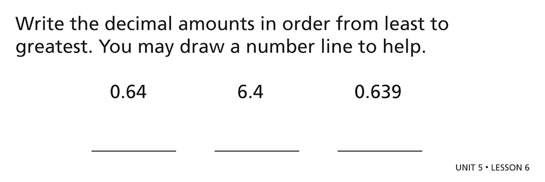 Write the decimal amounts in order from least to
greatest. You may draw a number line to help.
0.64 6.4 0.639
UNIT 5 • LESSON 6